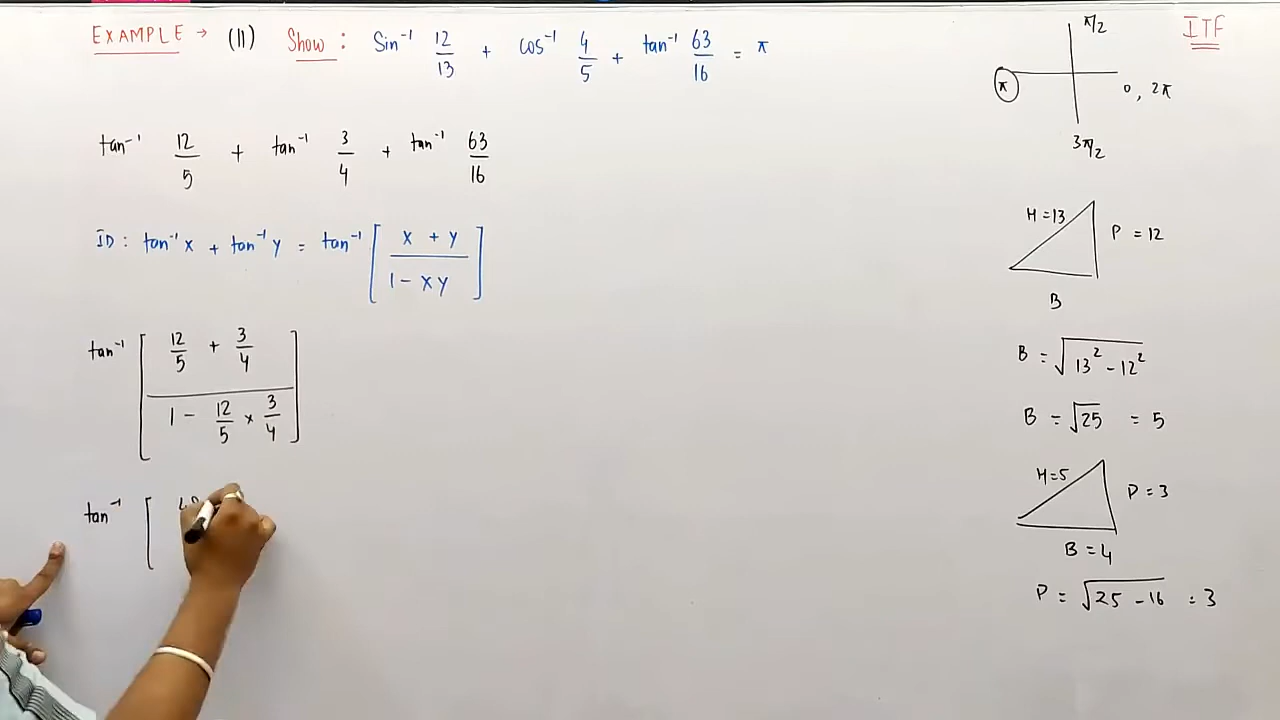 EXAMPLE → (11) Show : Sin⁻¹ 12/13 + cos⁻¹ 4/5 + tan⁻¹ 63/16 = π
tan⁻¹ 12/5 + tan⁻¹ 3/4 + tan⁻¹ 63/16
ID : tan⁻¹x + tan⁻¹y = tan⁻¹ [ x + y / 1 - xy ]
tan⁻¹ [ 12/5 + 3/4 / 1 - 12/5 × 3/4 ]
tan⁻¹ [
ITF
π/2
π
0, 2π
3π/2
H = 13
P = 12
B
B = √13² - 12²
B = √25 = 5
H = 5
P = 3
B = 4
P = √25 - 16 = 3